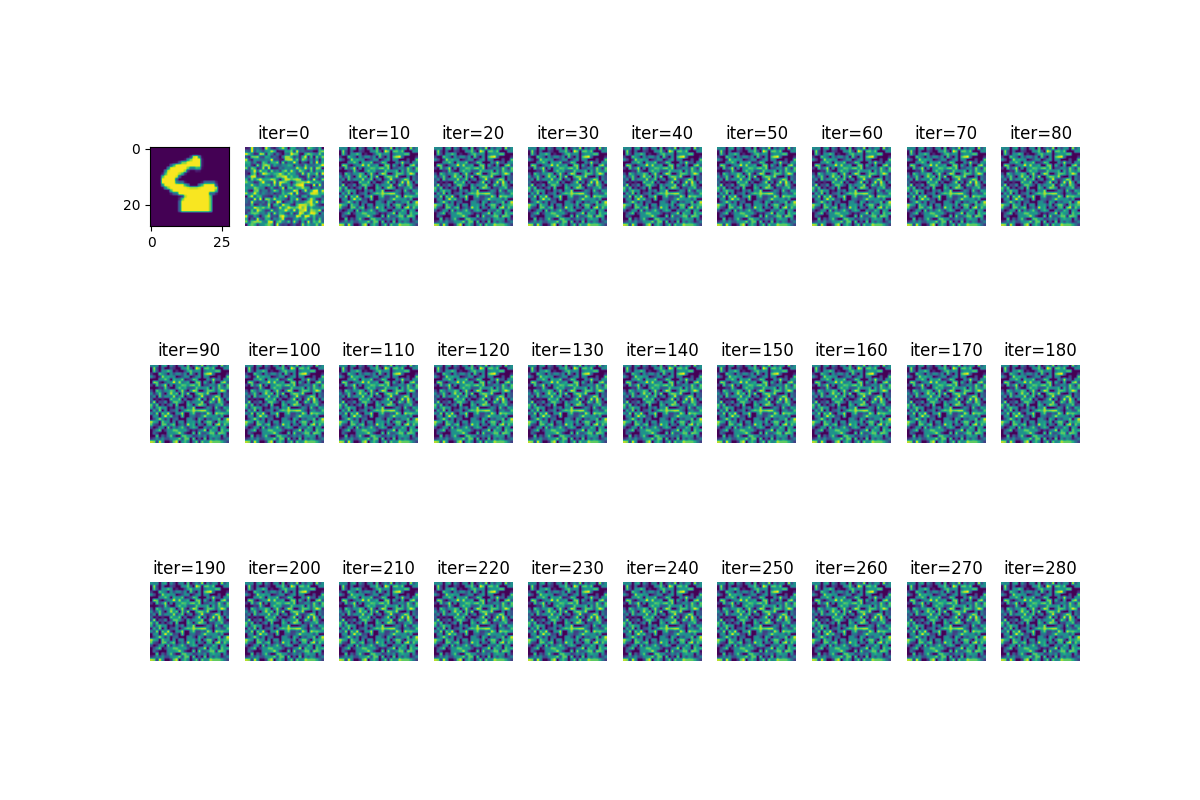 iter=0 iter=10 iter=20 iter=30 iter=40 iter=50 iter=60 iter=70 iter=80
0
20
0 25
iter=90 iter=100 iter=110 iter=120 iter=130 iter=140 iter=150 iter=160 iter=170 iter=180
iter=190 iter=200 iter=210 iter=220 iter=230 iter=240 iter=250 iter=260 iter=270 iter=280